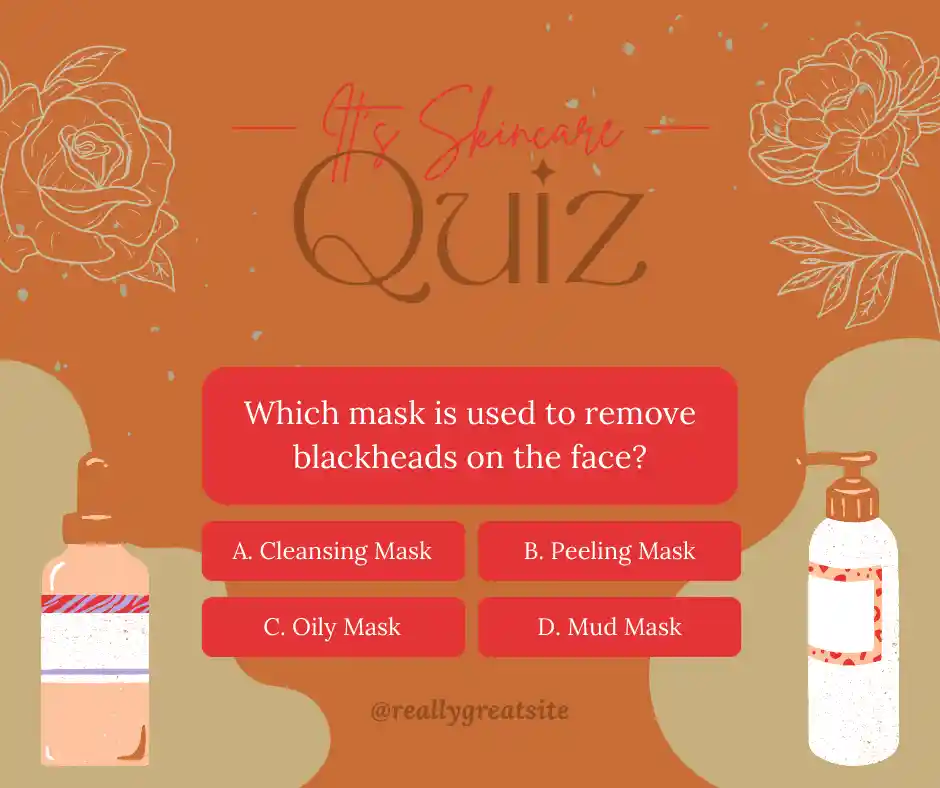 It's Skincare
Quiz
Which mask is used to remove
blackheads on the face?
A. Cleansing Mask
B. Peeling Mask
C. Oily Mask
D. Mud Mask
@reallygreatsite